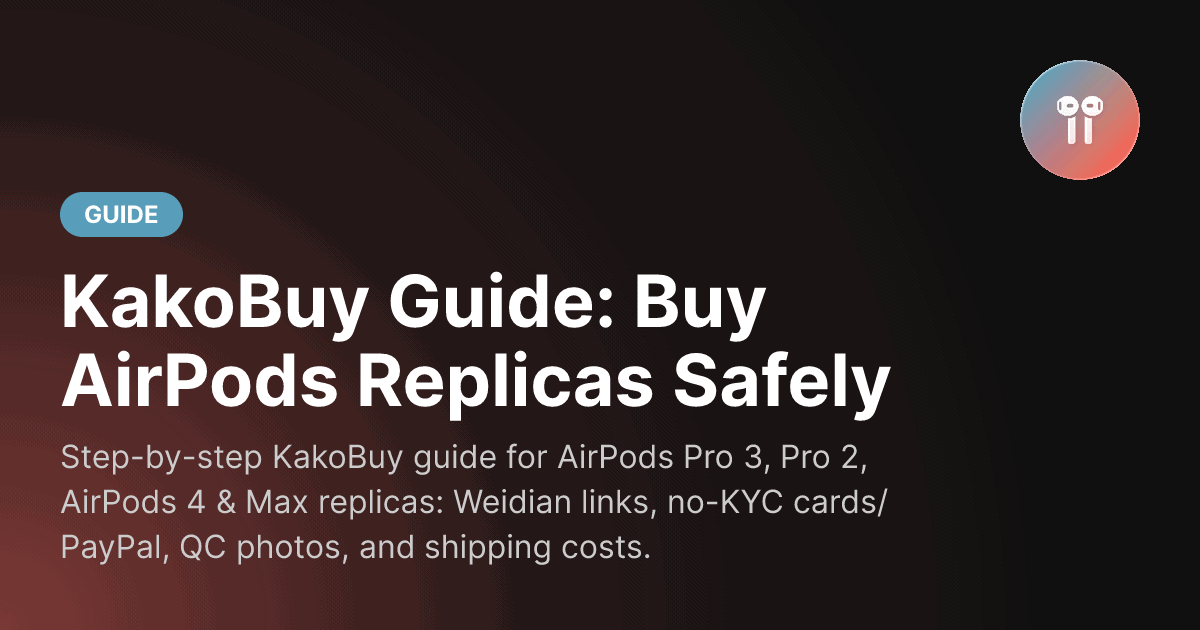 GUIDE
KakoBuy Guide: Buy
AirPods Replicas Safely
Step-by-step KakoBuy guide for AirPods Pro 3, Pro 2,
AirPods 4 & Max replicas: Weidian links, no-KYC cards/
PayPal, QC photos, and shipping costs.